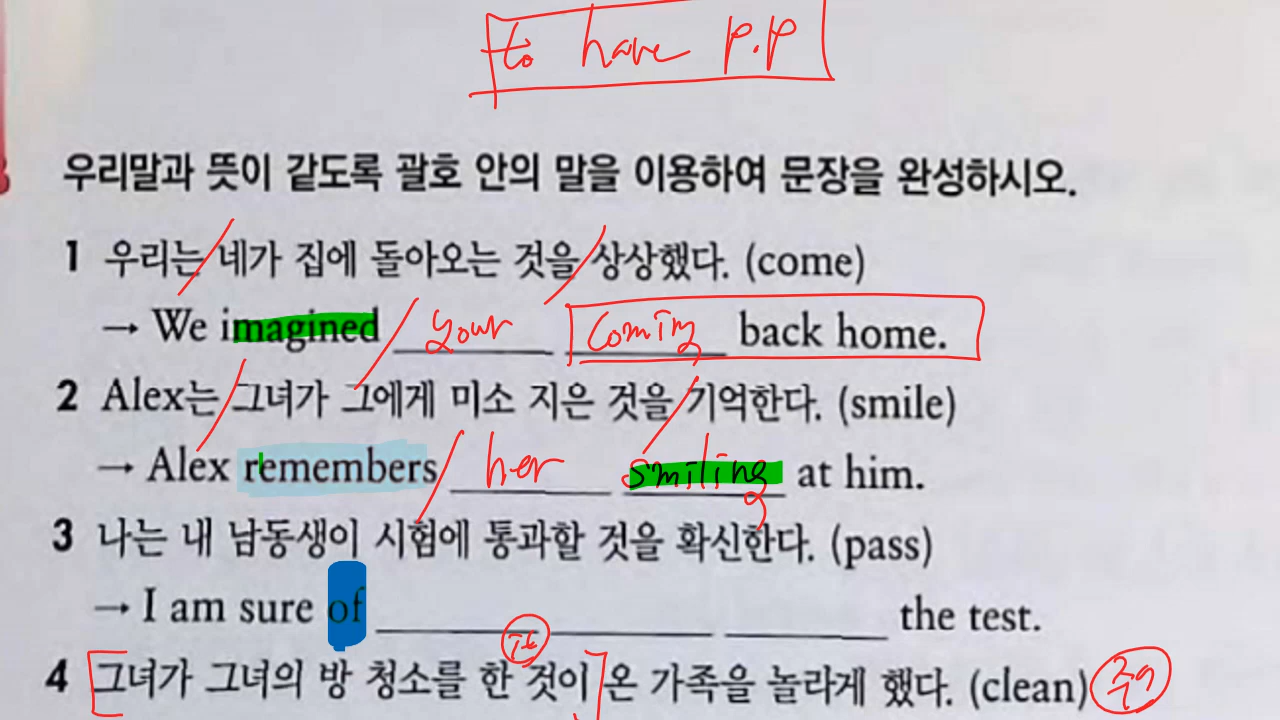 to have p.p
우리말과 뜻이 같도록 괄호 안의 말을 이용하여 문장을 완성하시오.
1 우리는 네가 집에 돌아오는 것을 상상했다. (come)
→ We imagined your coming back home.
2 Alex는 그녀가 그에게 미소 지은 것을 기억한다. (smile)
→ Alex remembers her smiling at him.
3 나는 내 남동생이 시험에 통과할 것을 확신한다. (pass)
→ I am sure of ___ ___ ___ the test.
4 그녀가 그녀의 방 청소를 한 것이 온 가족을 놀라게 했다. (clean) 주어